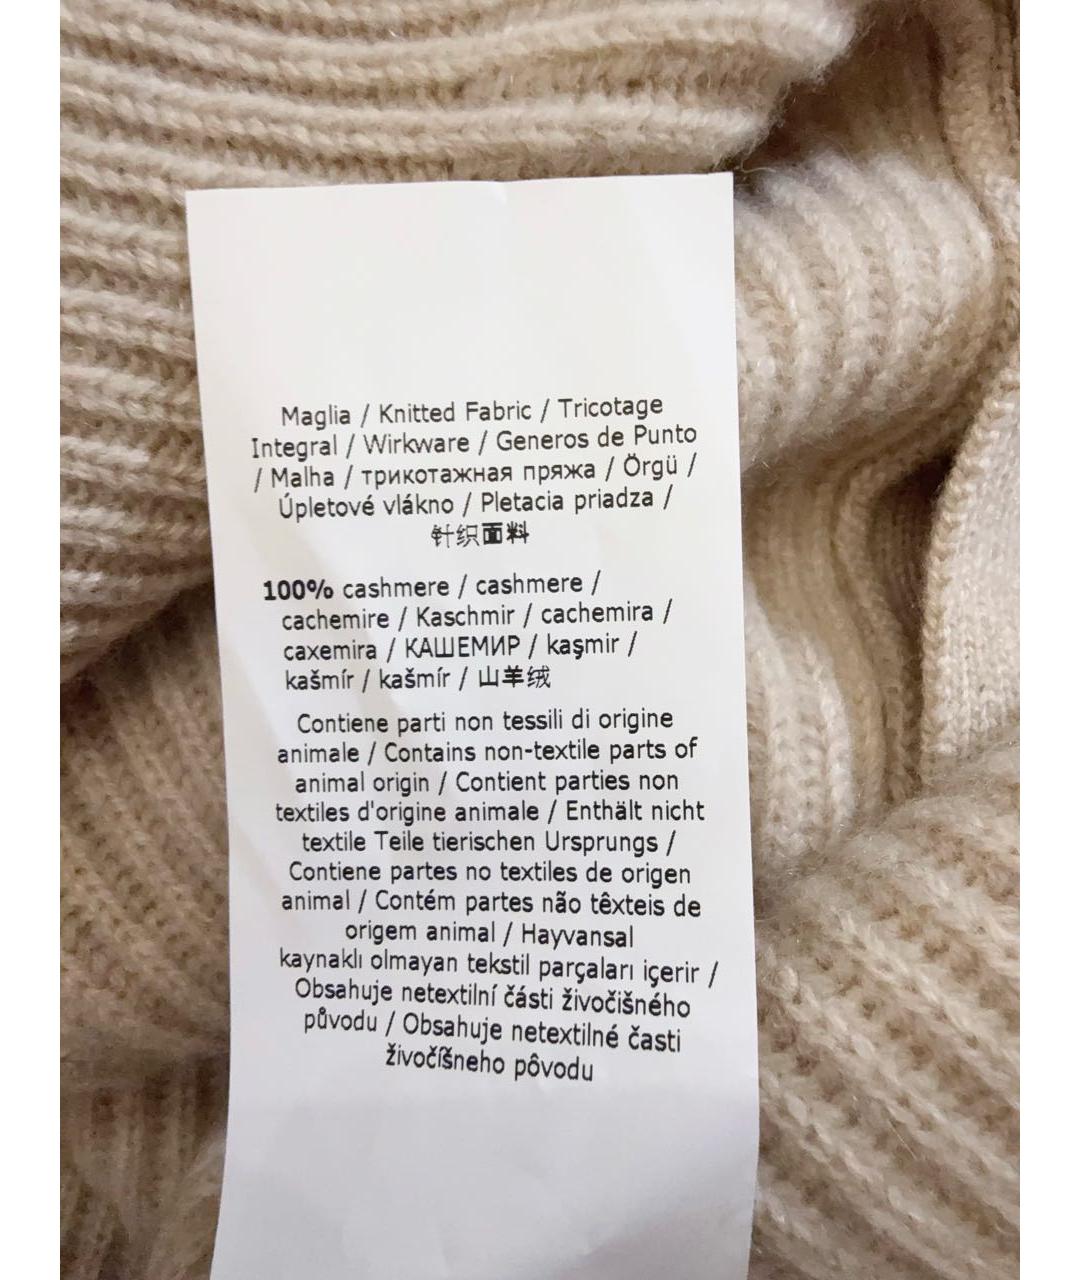 Maglia / Knitted Fabric / Tricotage
Integral / Wirkware / Generos de Punto
/ Malha / трикотажная пряжа / Örgü /
Úpletové vlákno / Pletacia priadza /
针织面料
100% cashmere / cashmere /
cachemire / Kaschmir / cachemira /
caxemira / КАШЕМИР / kaşmir /
kašmír / kašmír / 山羊绒
Contiene parti non tessili di origine
animale / Contains non-textile parts of
animal origin / Contient parties non
textiles d'origine animale / Enthält nicht
textile Teile tierischen Ursprungs /
Contiene partes no textiles de origen
animal / Contém partes não têxteis de
origem animal / Hayvansal
kaynaklı olmayan tekstil parçaları içerir /
Obsahuje netextilní části živočišného
původu / Obsahuje netextilné časti
živočíšneho pôvodu